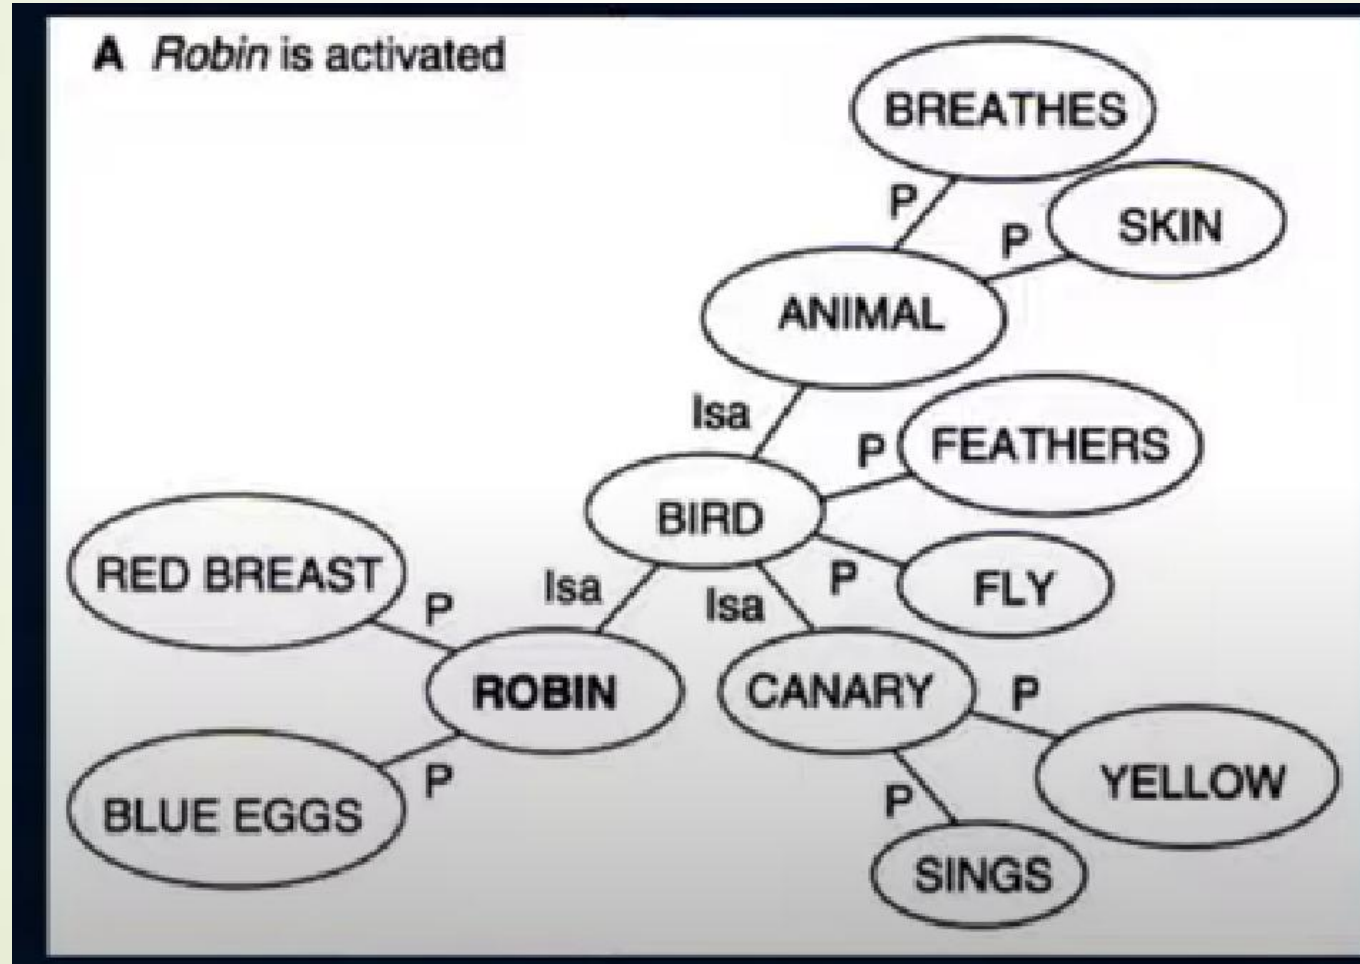 A Robin is activated
BREATHES
P
SKIN
P
ANIMAL
Isa
FEATHERS
P
BIRD
RED BREAST
Isa
Isa
P
FLY
P
ROBIN
CANARY
P
BLUE EGGS
P
YELLOW
P
SINGS